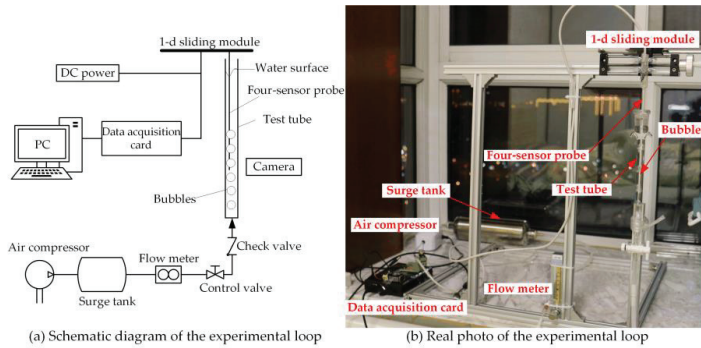 1-d sliding module
DC power
Water surface
Four-sensor probe
Test tube
PC
Data acquisition
card
Camera
Bubbles
Check valve
Air compressor
Flow meter
Surge tank
Control valve
(a) Schematic diagram of the experimental loop
1-d sliding module
Four-sensor probe
Bubble
Test tube
Surge tank
Air compressor
Flow meter
Data acquisition card
(b) Real photo of the experimental loop